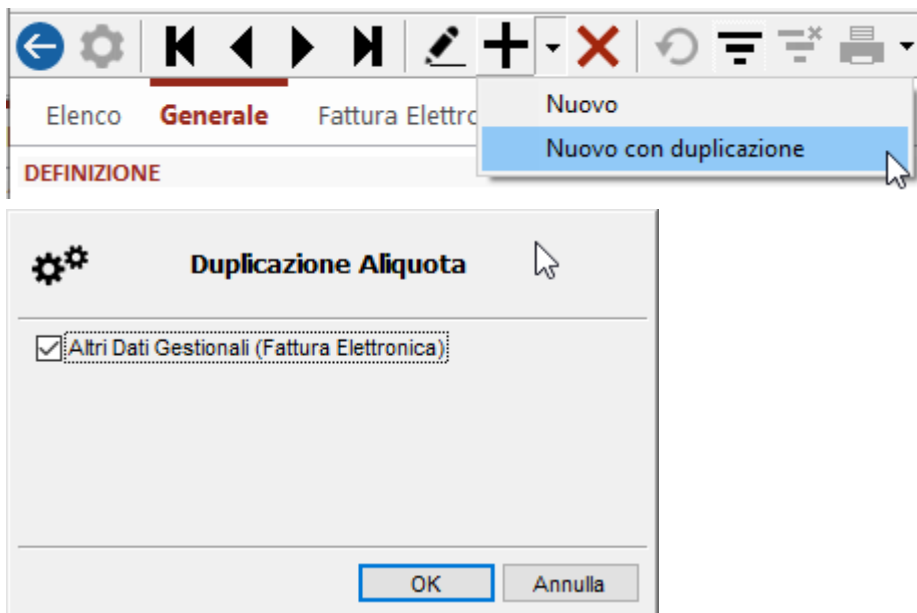 Nuovo
Elenco Generale Fattura Elettro
Nuovo con duplicazione
DEFINIZIONE
Duplicazione Aliquota
Altri Dati Gestionali (Fattura Elettronica)
OK Annulla